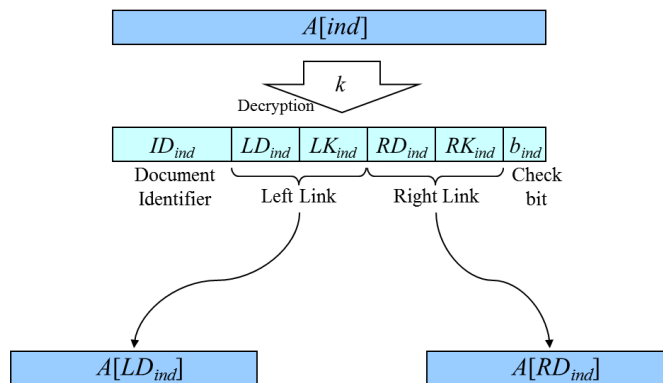 A[ind]
k
Decryption
ID_ind LD_ind LK_ind RD_ind RK_ind b_ind
Document Identifier
Left Link
Right Link
Check bit
A[LD_ind]
A[RD_ind]